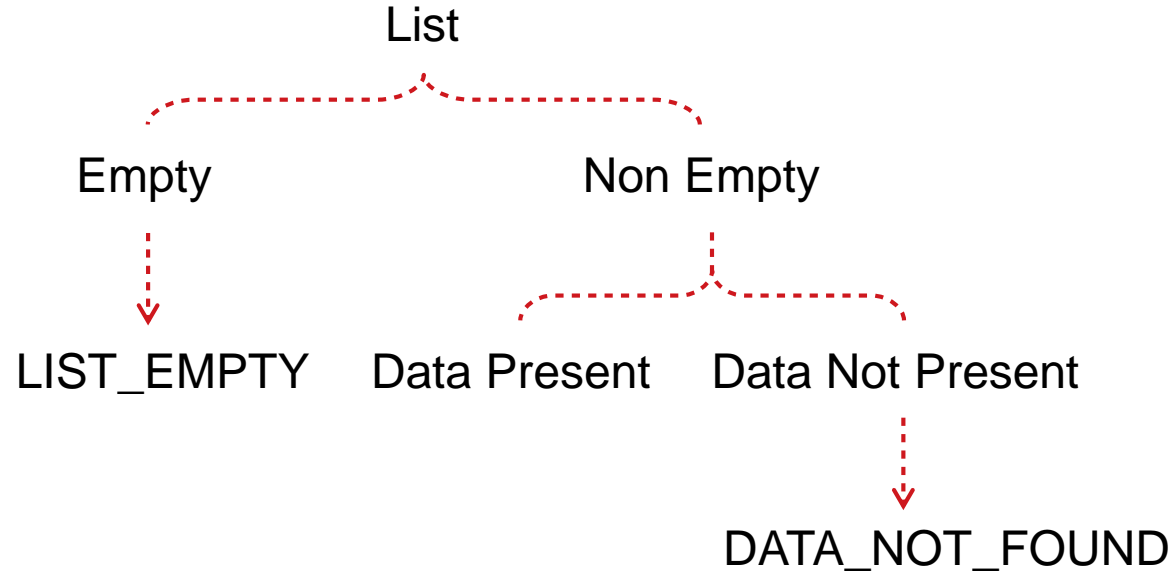 List
Empty Non Empty
LIST_EMPTY Data Present Data Not Present
DATA_NOT_FOUND